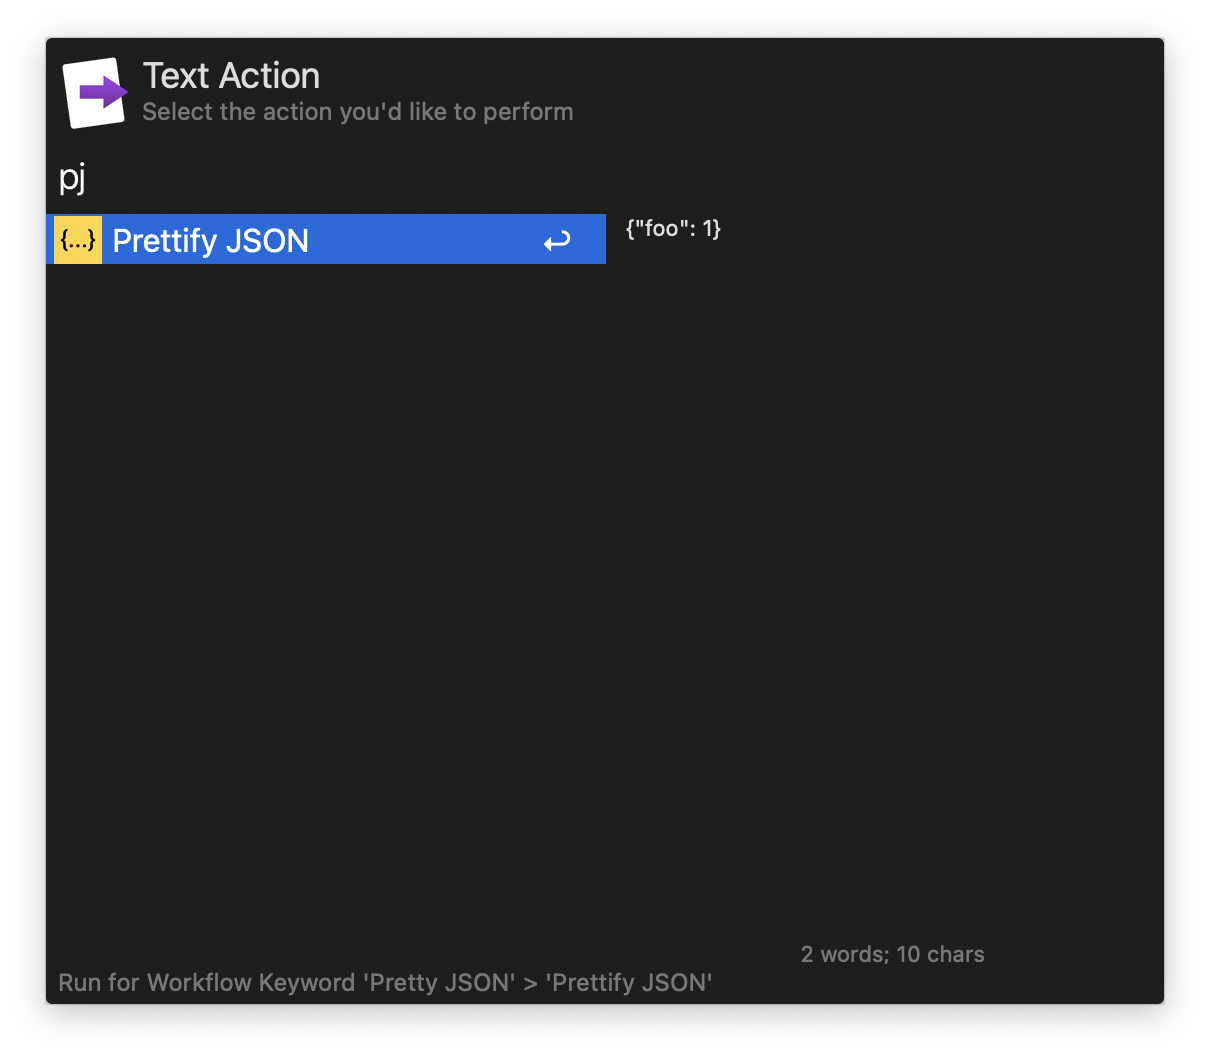 Text Action
Select the action you'd like to perform
pj
{...} Prettify JSON
{"foo": 1}
2 words; 10 chars
Run for Workflow Keyword 'Pretty JSON' > 'Prettify JSON'